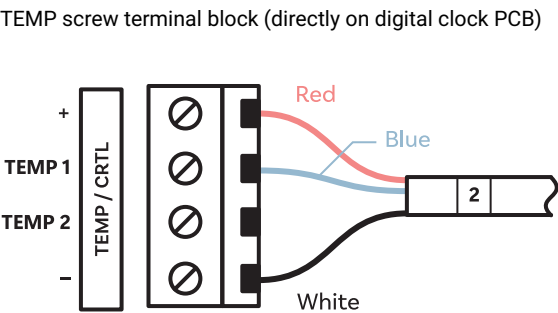 TEMP screw terminal block (directly on digital clock PCB)
Red
+
Blue
TEMP 1
TEMP / CRTL
2
TEMP 2
–
White